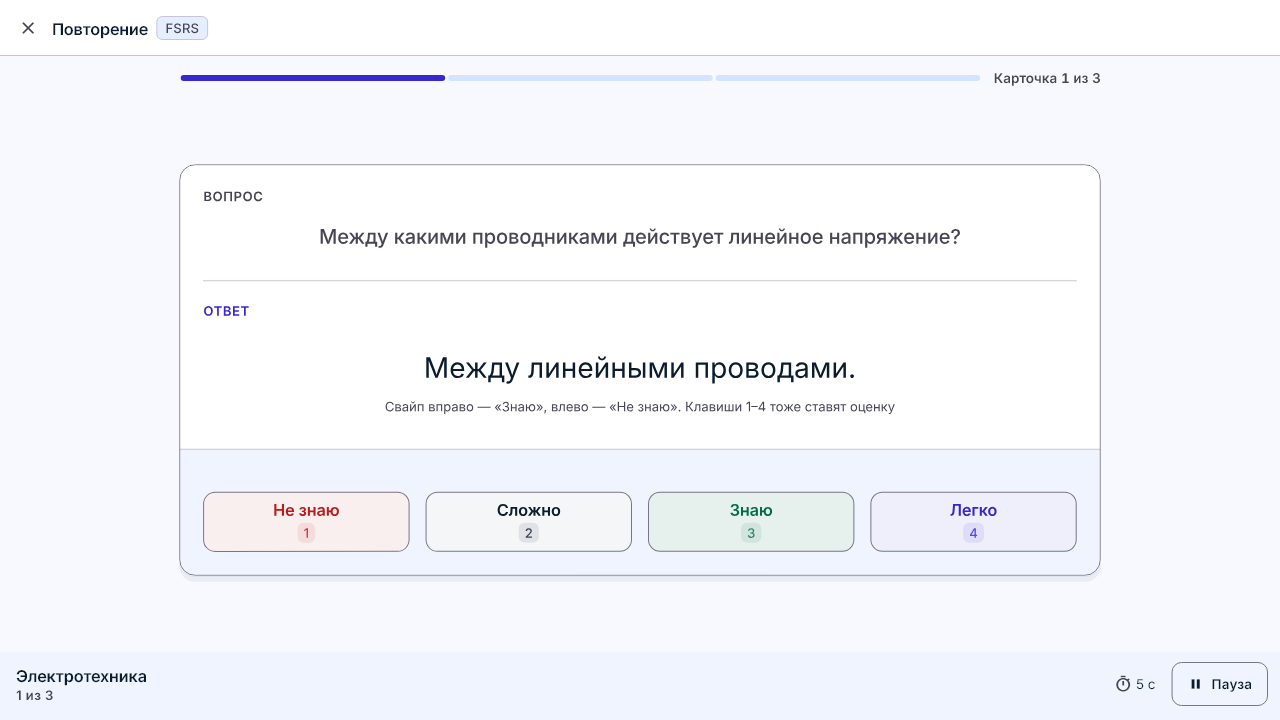 Повторение FSRS
Карточка 1 из 3
ВОПРОС
Между какими проводниками действует линейное напряжение?
ОТВЕТ
Между линейными проводами.
Свайп вправо — «Знаю», влево — «Не знаю». Клавиши 1–4 тоже ставят оценку
Не знаю
1
Сложно
2
Знаю
3
Легко
4
Электротехника
1 из 3
5 с
Пауза